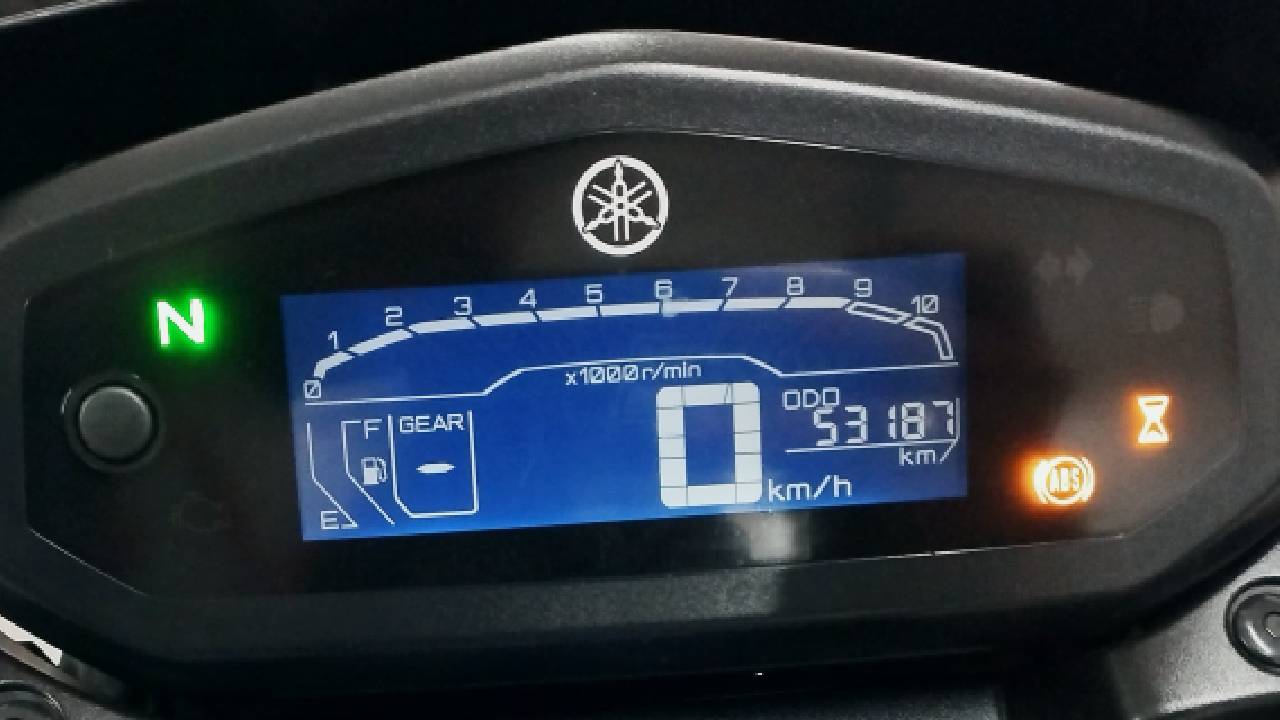 N
0 1 2 3 4 5 6 7 8 9 10
x1000 r/min
F
GEAR
-
E
0
km/h
ODO
53187
km
ABS